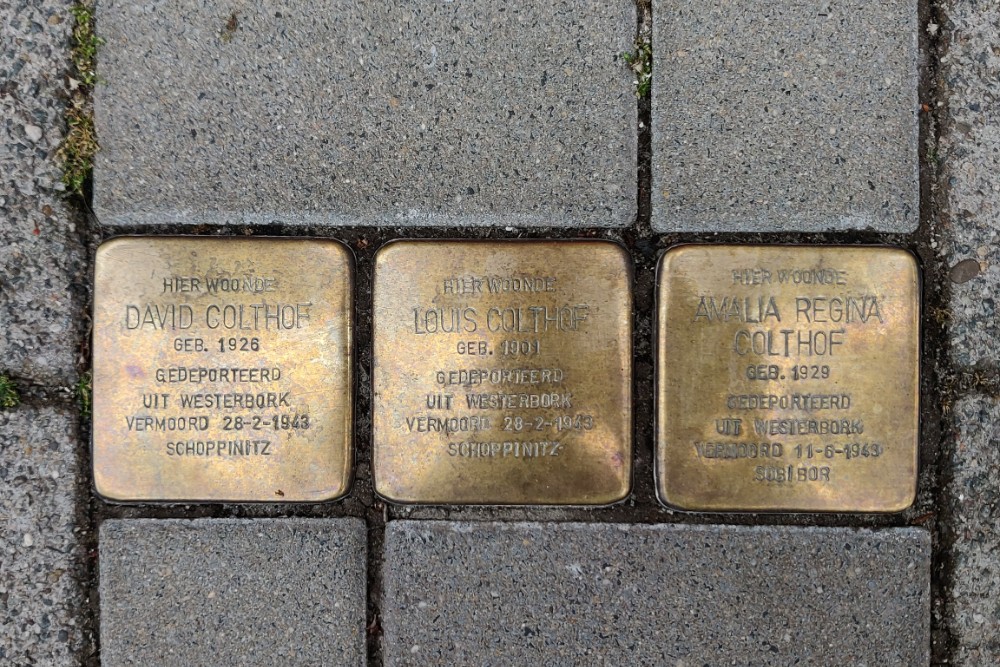 HIER WOONDE
DAVID COLTHOF
GEB. 1926
GEDEPORTEERD
UIT WESTERBORK
VERMOORD 28-2-1943
SCHOPPINITZ
HIER WOONDE
LOUIS COLTHOF
GEB. 1901
GEDEPORTEERD
UIT WESTERBORK
VERMOORD 28-2-1943
SCHOPPINITZ
HIER WOONDE
AMALIA REGINA
COLTHOF
GEB. 1929
GEDEPORTEERD
UIT WESTERBORK
VERMOORD 11-6-1943
SOBIBOR